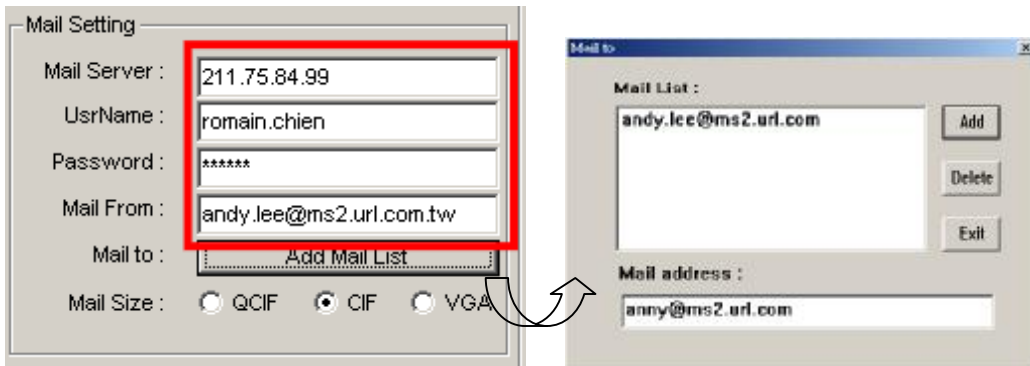 Mail Setting
Mail Server :
211.75.84.99
UsrName :
romain.chien
Password :
******
Mail From :
andy.lee@ms2.url.com.tw
Mail to :
Add Mail List
Mail Size :
QCIF
CIF
VGA
Mail to
Mail List :
andy.lee@ms2.url.com
Add
Delete
Exit
Mail address :
anny@ms2.url.com